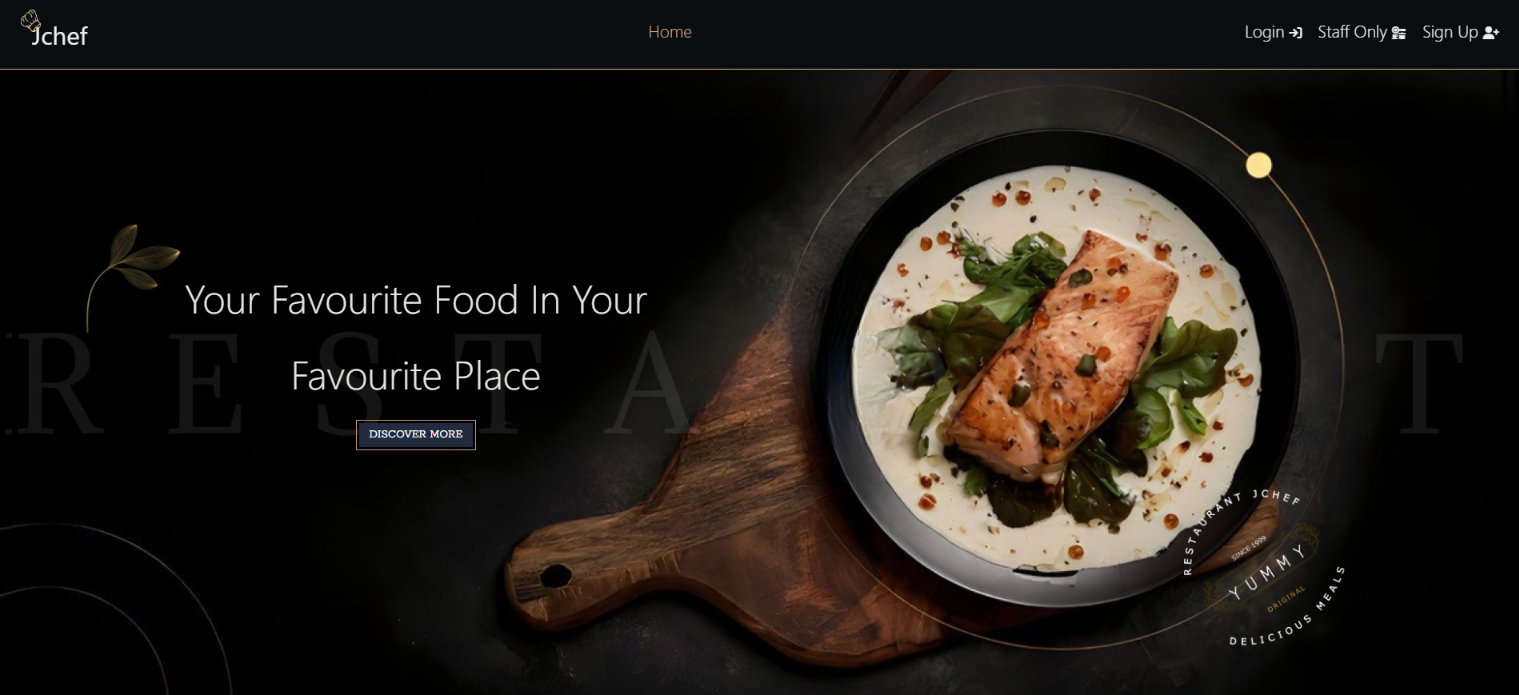 Jchef
Home
Login
Staff Only
Sign Up
Your Favourite Food In Your
Favourite Place
R E S T A T
DISCOVER MORE
RESTAURANT JCHEF
SINCE 1999
YUMMY
ORIGINAL
DELICIOUS MEALS